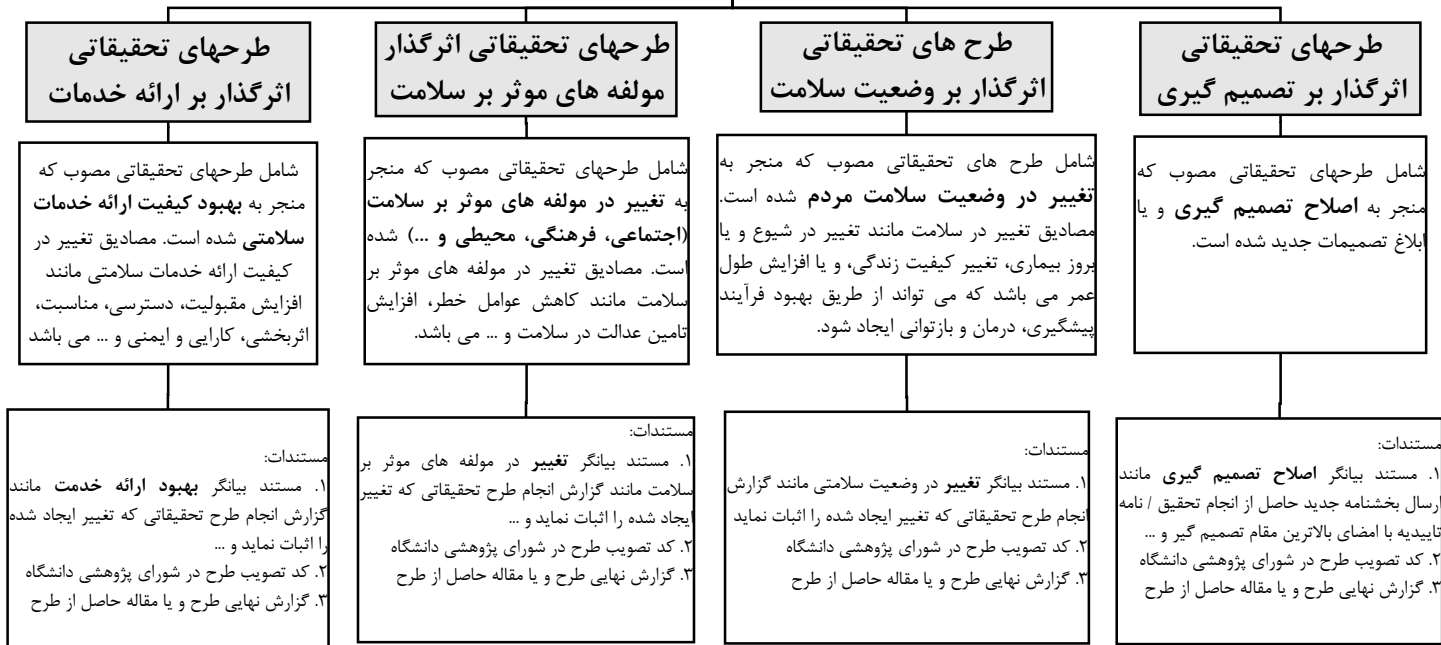 طرحهای تحقیقاتی
اثرگذار بر تصمیم گیری
شامل طرحهای تحقیقاتی مصوب که
منجر به اصلاح تصمیم گیری و یا
ابلاغ تصمیمات جدید شده است.
مستندات:
۱. مستند بیانگر اصلاح تصمیم گیری مانند
ارسال بخشنامه جدید حاصل از انجام تحقیق / نامه
تاییدیه با امضای بالاترین مقام تصمیم گیر و ...
۲. کد تصویب طرح در شورای پژوهشی دانشگاه
۳. گزارش نهایی طرح و یا مقاله حاصل از طرح
طرح های تحقیقاتی
اثرگذار بر وضعیت سلامت
شامل طرح های تحقیقاتی مصوب که منجر به
تغییر در وضعیت سلامت مردم شده است.
مصادیق تغییر در سلامت مانند تغییر در شیوع و یا
بروز بیماری، تغییر کیفیت زندگی، و یا افزایش طول
عمر می باشد که می تواند از طریق بهبود فرآیند
پیشگیری، درمان و بازتوانی ایجاد شود.
مستندات:
۱. مستند بیانگر تغییر در وضعیت سلامتی مانند گزارش
انجام طرح تحقیقاتی که تغییر ایجاد شده را اثبات نماید
۲. کد تصویب طرح در شورای پژوهشی دانشگاه
۳. گزارش نهایی طرح و یا مقاله حاصل از طرح
طرحهای تحقیقاتی اثرگذار
مولفه های موثر بر سلامت
شامل طرحهای تحقیقاتی مصوب که منجر
به تغییر در مولفه های موثر بر سلامت
(اجتماعی، فرهنگی، محیطی و ...) شده
است. مصادیق تغییر در مولفه های موثر بر
سلامت مانند کاهش عوامل خطر، افزایش
تامین عدالت در سلامت و ... می باشد.
مستندات:
۱. مستند بیانگر تغییر در مولفه های موثر بر
سلامت مانند گزارش انجام طرح تحقیقاتی که تغییر
ایجاد شده را اثبات نماید و ...
۲. کد تصویب طرح در شورای پژوهشی دانشگاه
۳. گزارش نهایی طرح و یا مقاله حاصل از طرح
طرحهای تحقیقاتی
اثرگذار بر ارائه خدمات
شامل طرحهای تحقیقاتی مصوب که
منجر به بهبود کیفیت ارائه خدمات
سلامتی شده است. مصادیق تغییر در
کیفیت ارائه خدمات سلامتی مانند
افزایش مقبولیت، دسترسی، مناسبت،
اثربخشی، کارایی و ایمنی و ... می باشد
مستندات:
۱. مستند بیانگر بهبود ارائه خدمت مانند
گزارش انجام طرح تحقیقاتی که تغییر ایجاد شده
را اثبات نماید و ...
۲. کد تصویب طرح در شورای پژوهشی دانشگاه
۳. گزارش نهایی طرح و یا مقاله حاصل از طرح